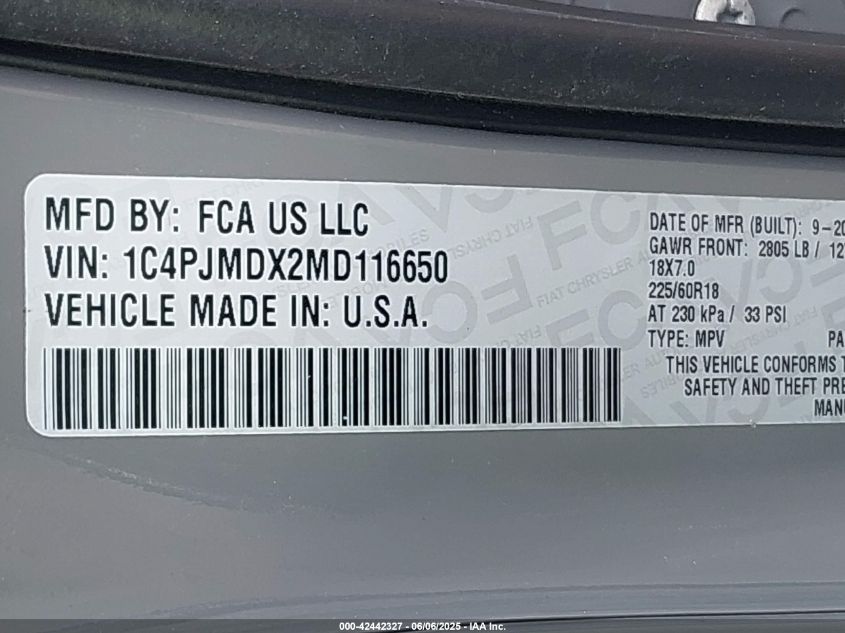 MFD BY: FCA US LLC
VIN: 1C4PJMDX2MD116650
VEHICLE MADE IN: U.S.A.
DATE OF MFR (BUILT): 9-20
GAWR FRONT: 2805 LB / 12
18X7.0
225/60R18
AT 230 kPa / 33 PSI
TYPE: MPV PA
THIS VEHICLE CONFORMS T
SAFETY AND THEFT PRE
MANU
000-42442327 - 06/06/2025 - IAA Inc.